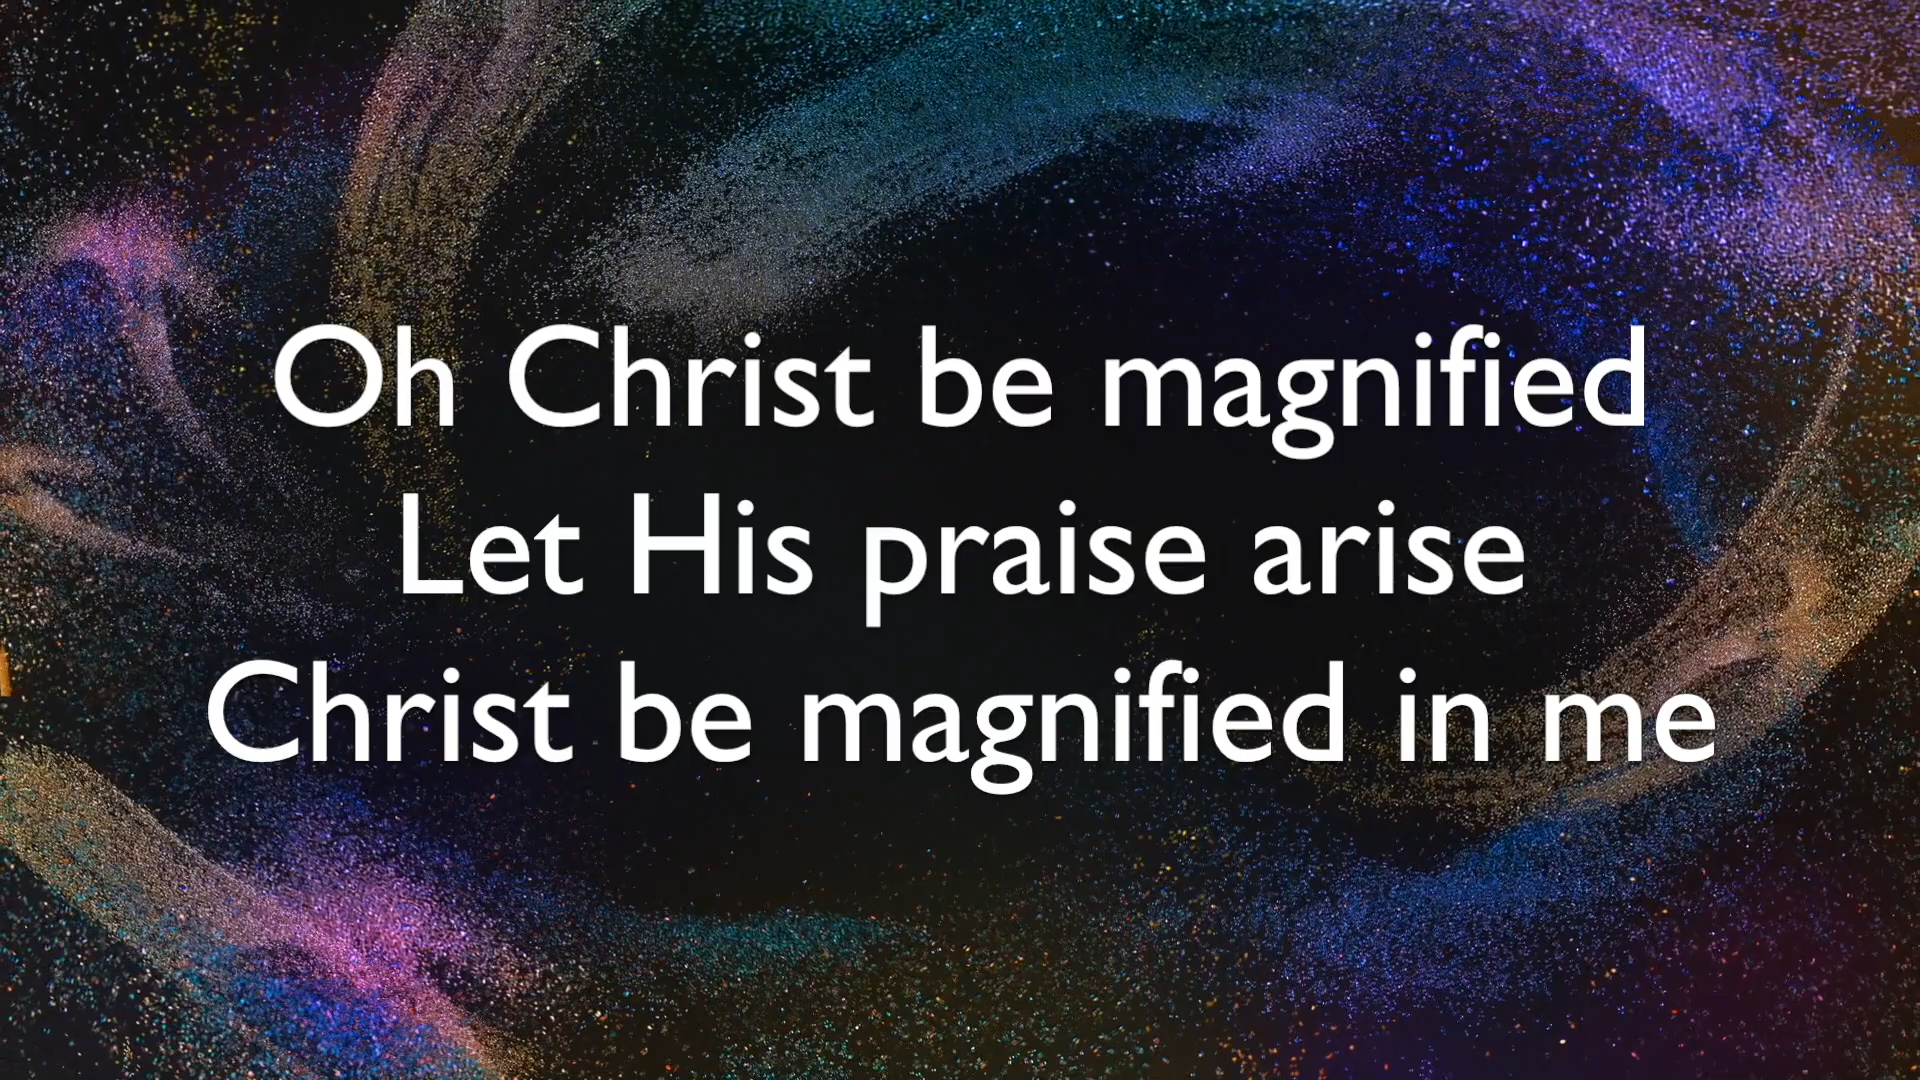 Oh Christ be magnified
Let His praise arise
Christ be magnified in me